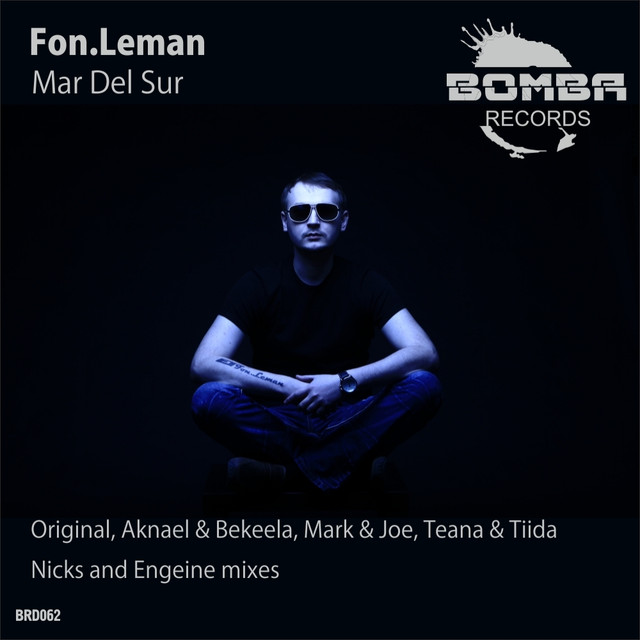 Fon.Leman
Mar Del Sur
BOMBA
RECORDS
Fon.Leman
Original, Aknael & Bekeela, Mark & Joe, Teana & Tiida
Nicks and Engeine mixes
BRD062